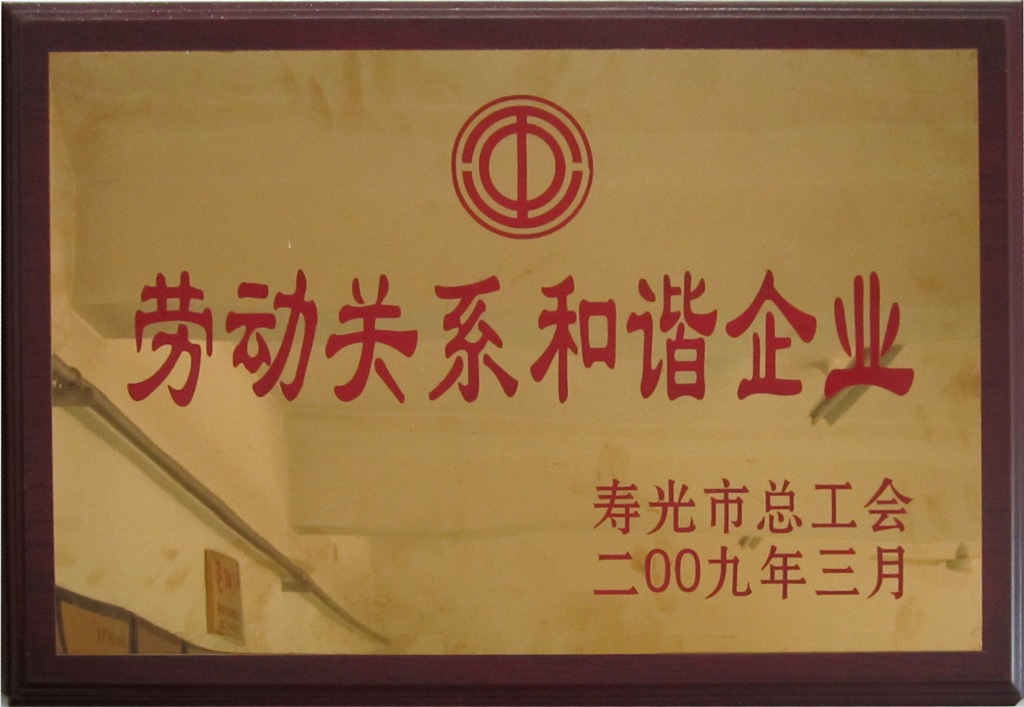 劳动关系和谐企业
寿光市总工会
二00九年三月